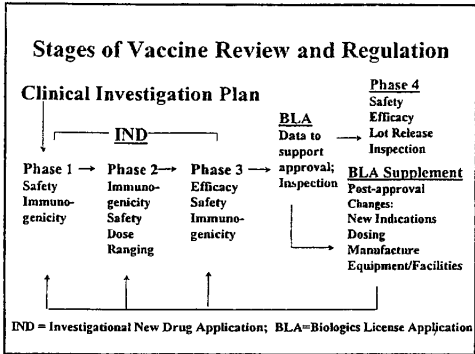 Stages of Vaccine Review and Regulation
Clinical Investigation Plan
IND
Phase 1
Safety
Immuno-
genicity
Phase 2
Immuno-
genicity
Safety
Dose
Ranging
Phase 3
Efficacy
Safety
Immuno-
genicity
BLA
Data to
support
approval;
Inspection
Phase 4
Safety
Efficacy
Lot Release
Inspection
BLA Supplement
Post-approval
Changes:
New Indications
Dosing
Manufacture
Equipment/Facilities
IND = Investigational New Drug Application; BLA=Biologics License Application